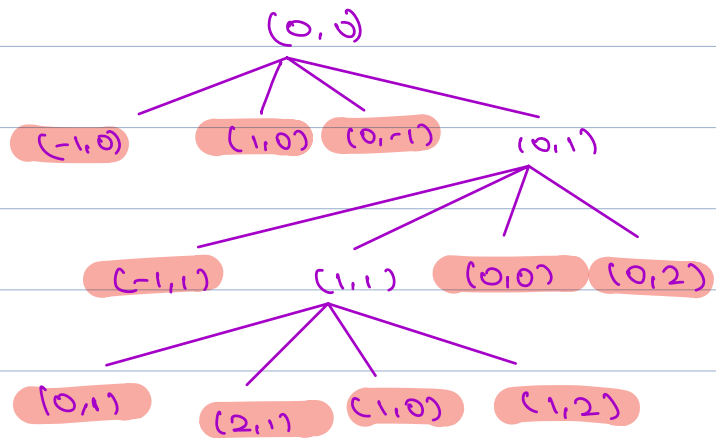 (0,0)
(-1,0) (1,0) (0,-1) (0,1)
(-1,1) (1,1) (0,0) (0,2)
(0,1) (2,1) (1,0) (1,2)